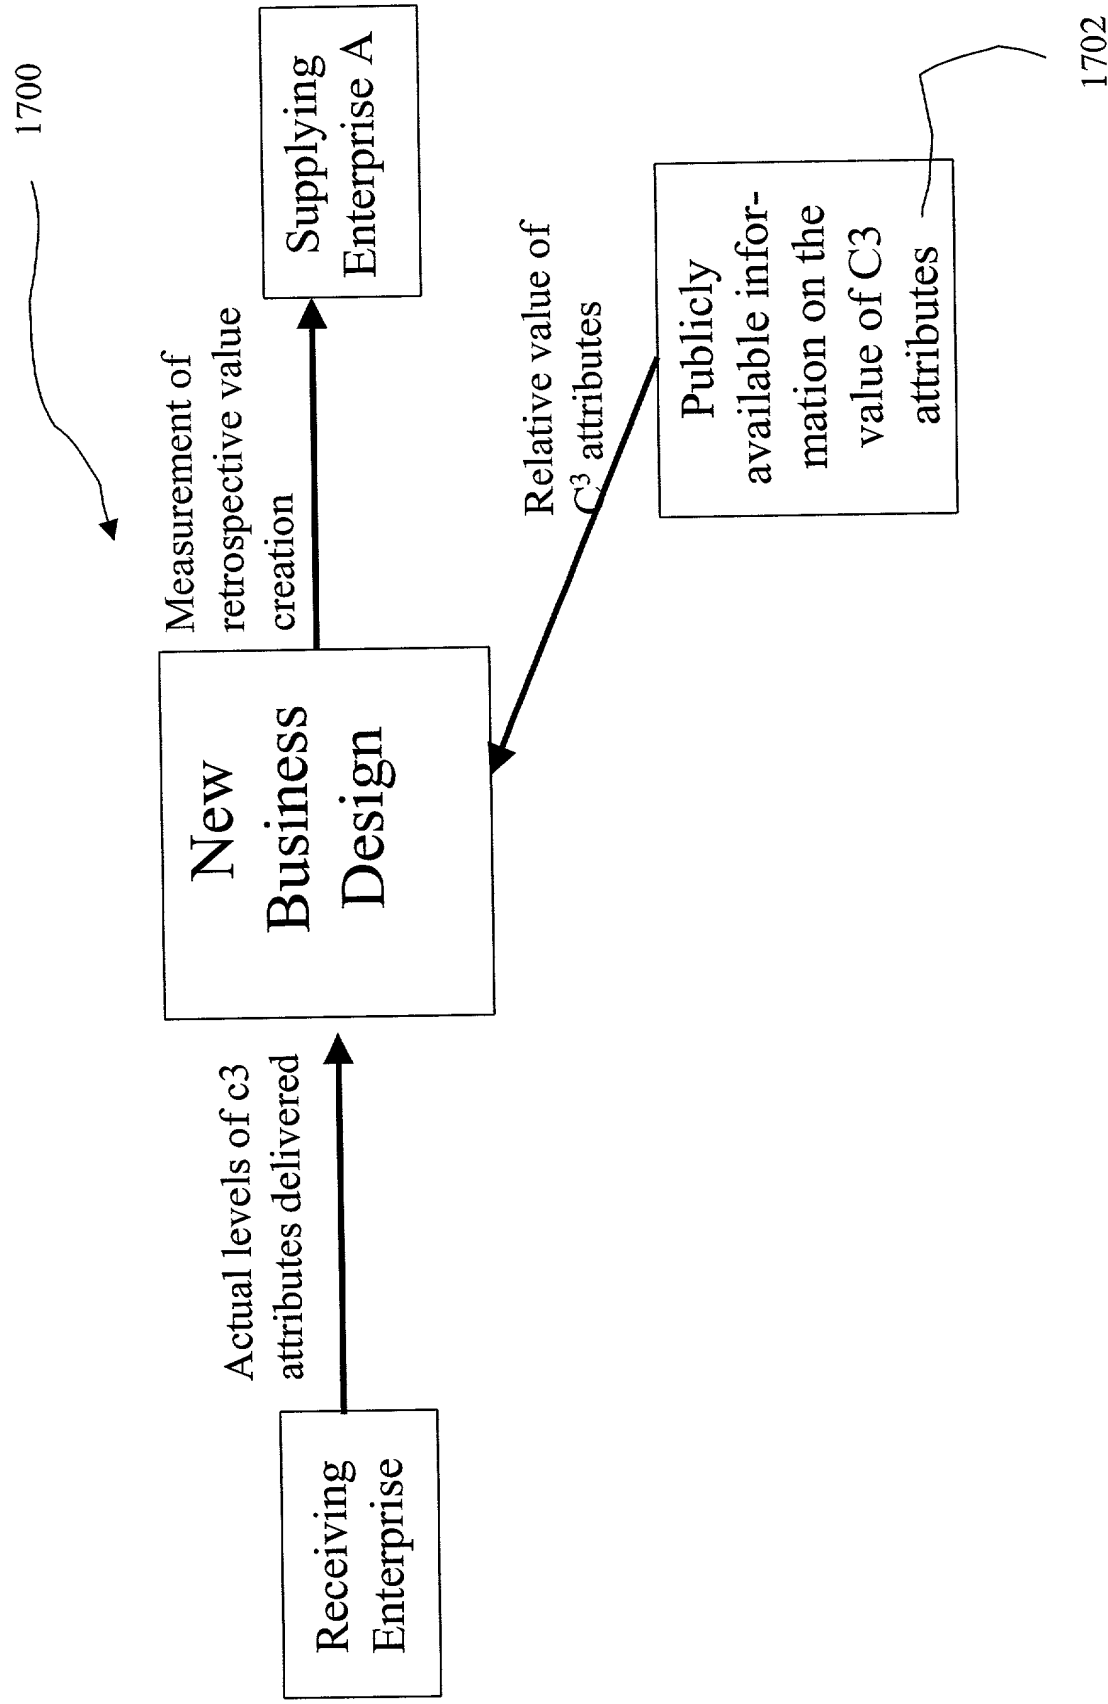 1700
Receiving
Enterprise
Actual levels of c3
attributes delivered
New
Business
Design
Measurement of
retrospective value
creation
Supplying
Enterprise A
Relative value of
C³ attributes
Publicly
available infor-
mation on the
value of C3
attributes
1702